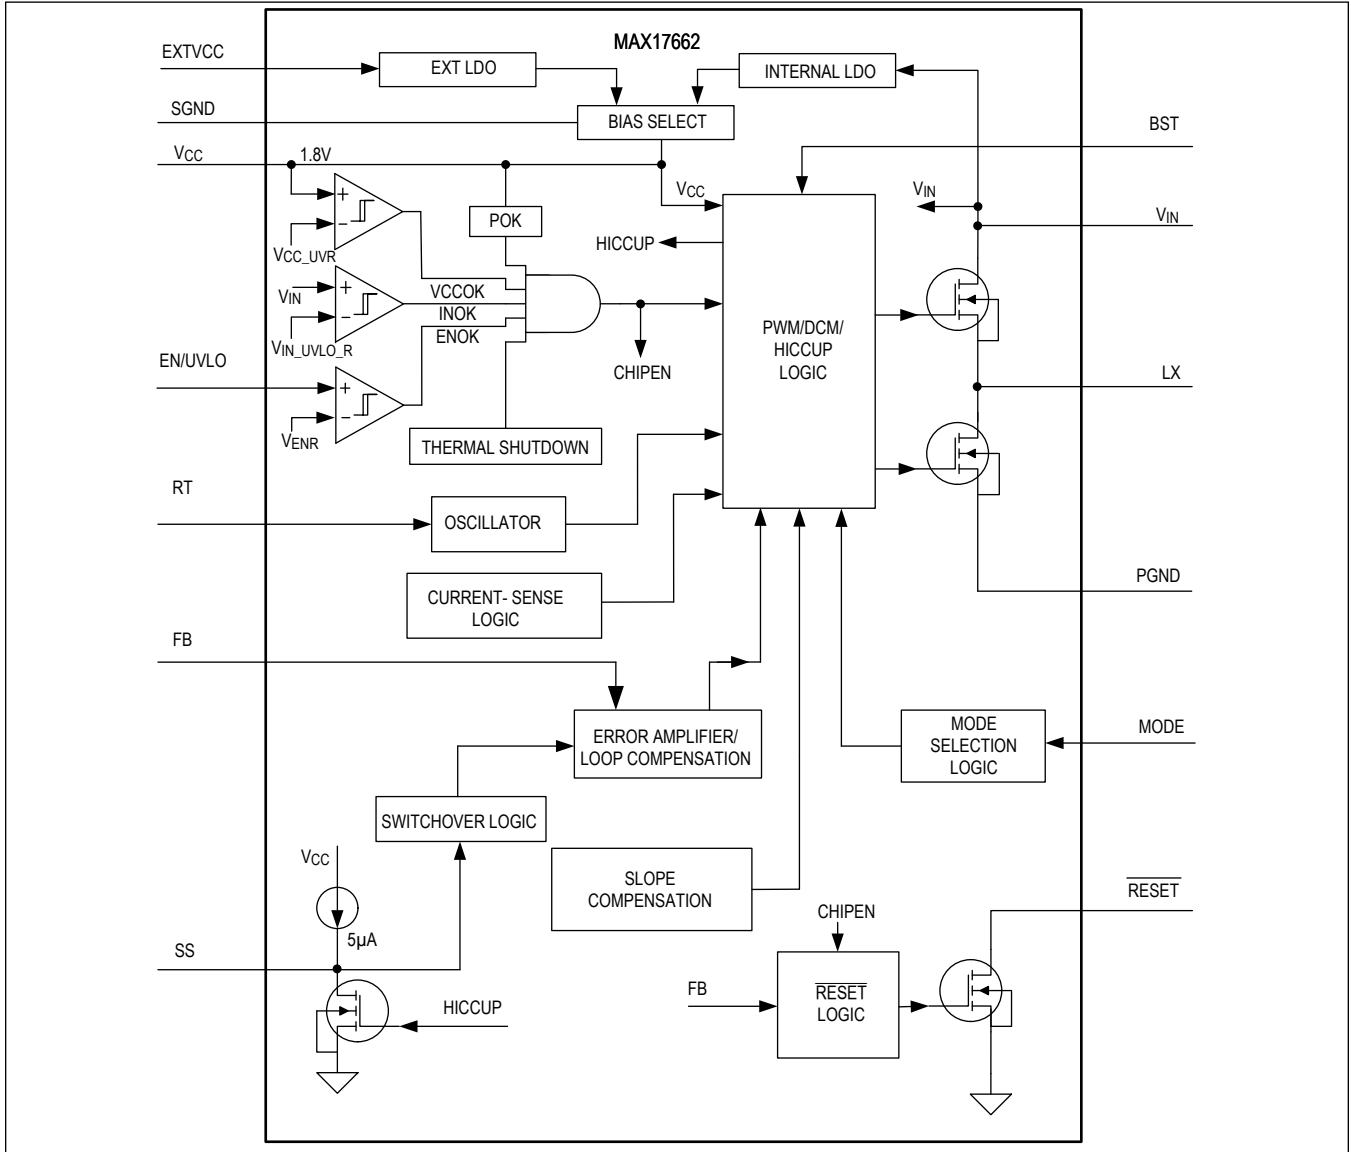 MAX17662
EXTVCC
EXT LDO
INTERNAL LDO
SGND
BIAS SELECT
BST
VCC
1.8V
+
−
VCC_UVR
POK
VCC
VIN
VIN
HICCUP
VIN
+
−
VIN_UVLO_R
VCCOK
INOK
ENOK
PWM/DCM/
HICCUP
LOGIC
EN/UVLO
CHIPEN
LX
+
−
VENR
THERMAL SHUTDOWN
RT
OSCILLATOR
PGND
CURRENT- SENSE
LOGIC
FB
ERROR AMPLIFIER/
LOOP COMPENSATION
MODE
SELECTION
LOGIC
MODE
SWITCHOVER LOGIC
VCC
SLOPE
COMPENSATION
RESET
CHIPEN
5µA
SS
FB
RESET
LOGIC
HICCUP